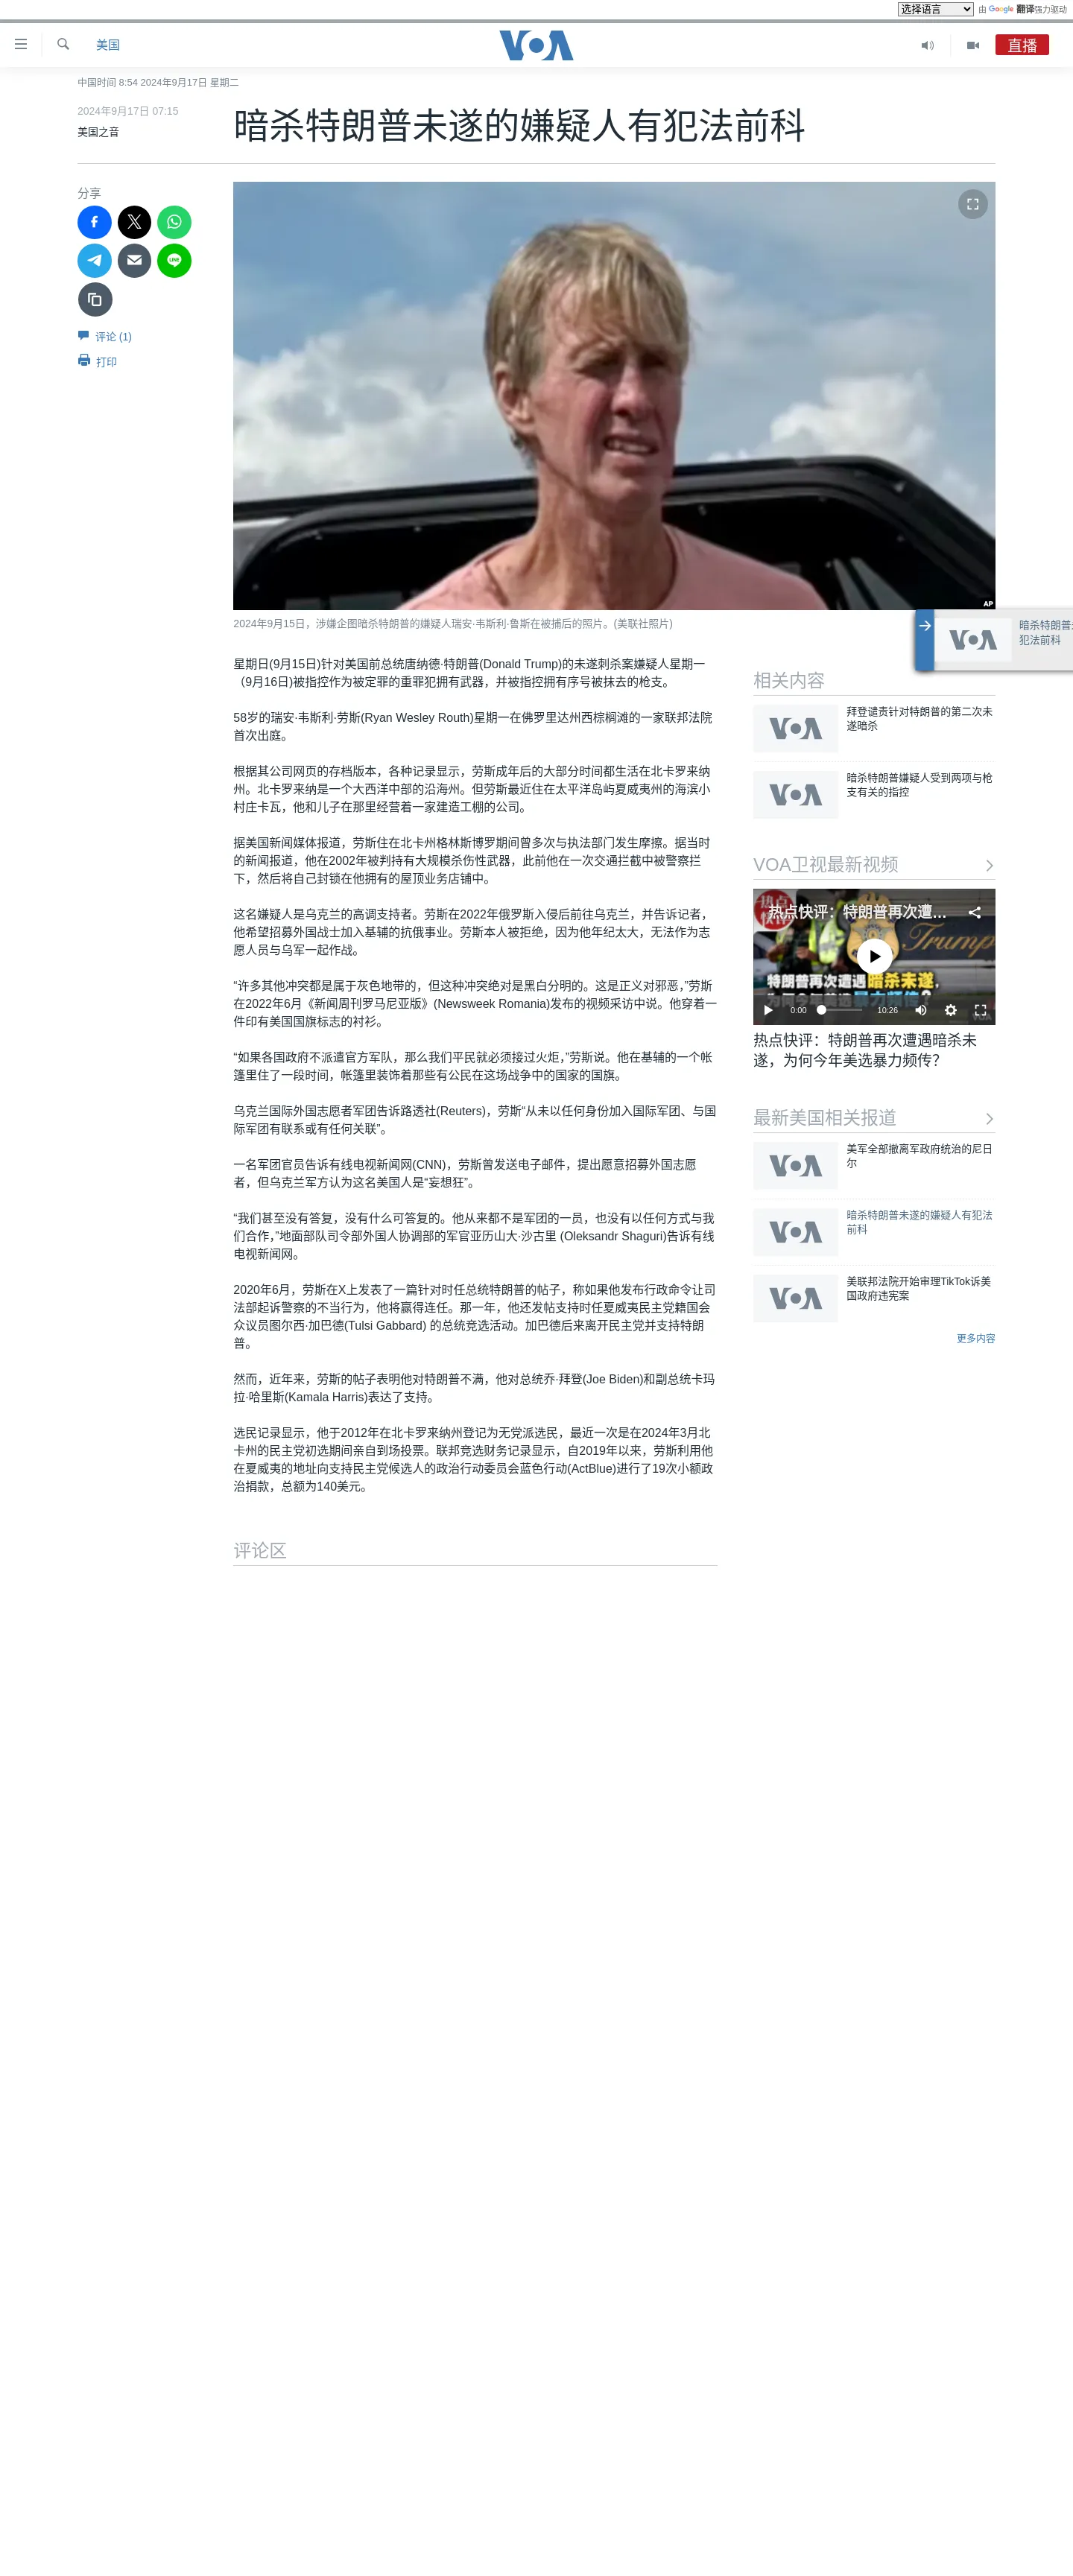 选择语言 由 Google 翻译强力驱动
美国
VOA
直播
中国时间 8:54 2024年9月17日 星期二
2024年9月17日 07:15
美国之音
暗杀特朗普未遂的嫌疑人有犯法前科
分享
评论 (1)
打印
AP
2024年9月15日，涉嫌企图暗杀特朗普的嫌疑人瑞安·韦斯利·鲁斯在被捕后的照片。(美联社照片)
VOA
暗杀特朗普
犯法前科
星期日(9月15日)针对美国前总统唐纳德·特朗普(Donald Trump)的未遂刺杀案嫌疑人星期一
（9月16日)被指控作为被定罪的重罪犯拥有武器，并被指控拥有序号被抹去的枪支。
58岁的瑞安·韦斯利·劳斯(Ryan Wesley Routh)星期一在佛罗里达州西棕榈滩的一家联邦法院
首次出庭。
根据其公司网页的存档版本，各种记录显示，劳斯成年后的大部分时间都生活在北卡罗来纳
州。北卡罗来纳是一个大西洋中部的沿海州。但劳斯最近住在太平洋岛屿夏威夷州的海滨小
村庄卡瓦，他和儿子在那里经营着一家建造工棚的公司。
据美国新闻媒体报道，劳斯住在北卡州格林斯博罗期间曾多次与执法部门发生摩擦。据当时
的新闻报道，他在2002年被判持有大规模杀伤性武器，此前他在一次交通拦截中被警察拦
下，然后将自己封锁在他拥有的屋顶业务店铺中。
这名嫌疑人是乌克兰的高调支持者。劳斯在2022年俄罗斯入侵后前往乌克兰，并告诉记者，
他希望招募外国战士加入基辅的抗俄事业。劳斯本人被拒绝，因为他年纪太大，无法作为志
愿人员与乌军一起作战。
“许多其他冲突都是属于灰色地带的，但这种冲突绝对是黑白分明的。这是正义对邪恶，”劳斯
在2022年6月《新闻周刊罗马尼亚版》(Newsweek Romania)发布的视频采访中说。他穿着一
件印有美国国旗标志的衬衫。
“如果各国政府不派遣官方军队，那么我们平民就必须接过火炬，”劳斯说。他在基辅的一个帐
篷里住了一段时间，帐篷里装饰着那些有公民在这场战争中的国家的国旗。
乌克兰国际外国志愿者军团告诉路透社(Reuters)，劳斯“从未以任何身份加入国际军团、与国
际军团有联系或有任何关联”。
一名军团官员告诉有线电视新闻网(CNN)，劳斯曾发送电子邮件，提出愿意招募外国志愿
者，但乌克兰军方认为这名美国人是“妄想狂”。
“我们甚至没有答复，没有什么可答复的。他从来都不是军团的一员，也没有以任何方式与我
们合作，”地面部队司令部外国人协调部的军官亚历山大·沙古里 (Oleksandr Shaguri)告诉有线
电视新闻网。
2020年6月，劳斯在X上发表了一篇针对时任总统特朗普的帖子，称如果他发布行政命令让司
法部起诉警察的不当行为，他将赢得连任。那一年，他还发帖支持时任夏威夷民主党籍国会
众议员图尔西·加巴德(Tulsi Gabbard) 的总统竞选活动。加巴德后来离开民主党并支持特朗
普。
然而，近年来，劳斯的帖子表明他对特朗普不满，他对总统乔·拜登(Joe Biden)和副总统卡玛
拉·哈里斯(Kamala Harris)表达了支持。
选民记录显示，他于2012年在北卡罗来纳州登记为无党派选民，最近一次是在2024年3月北
卡州的民主党初选期间亲自到场投票。联邦竞选财务记录显示，自2019年以来，劳斯利用他
在夏威夷的地址向支持民主党候选人的政治行动委员会蓝色行动(ActBlue)进行了19次小额政
治捐款，总额为140美元。
评论区
相关内容
VOA
拜登谴责针对特朗普的第二次未
遂暗杀
VOA
暗杀特朗普嫌疑人受到两项与枪
支有关的指控
VOA卫视最新视频
热点快评：特朗普再次遭…
Trump
特朗普再次遭遇暗杀未遂，
0:00
10:26
热点快评：特朗普再次遭遇暗杀未
遂，为何今年美选暴力频传？
最新美国相关报道
VOA
美军全部撤离军政府统治的尼日
尔
VOA
暗杀特朗普未遂的嫌疑人有犯法
前科
VOA
美联邦法院开始审理TikTok诉美
国政府违宪案
更多内容